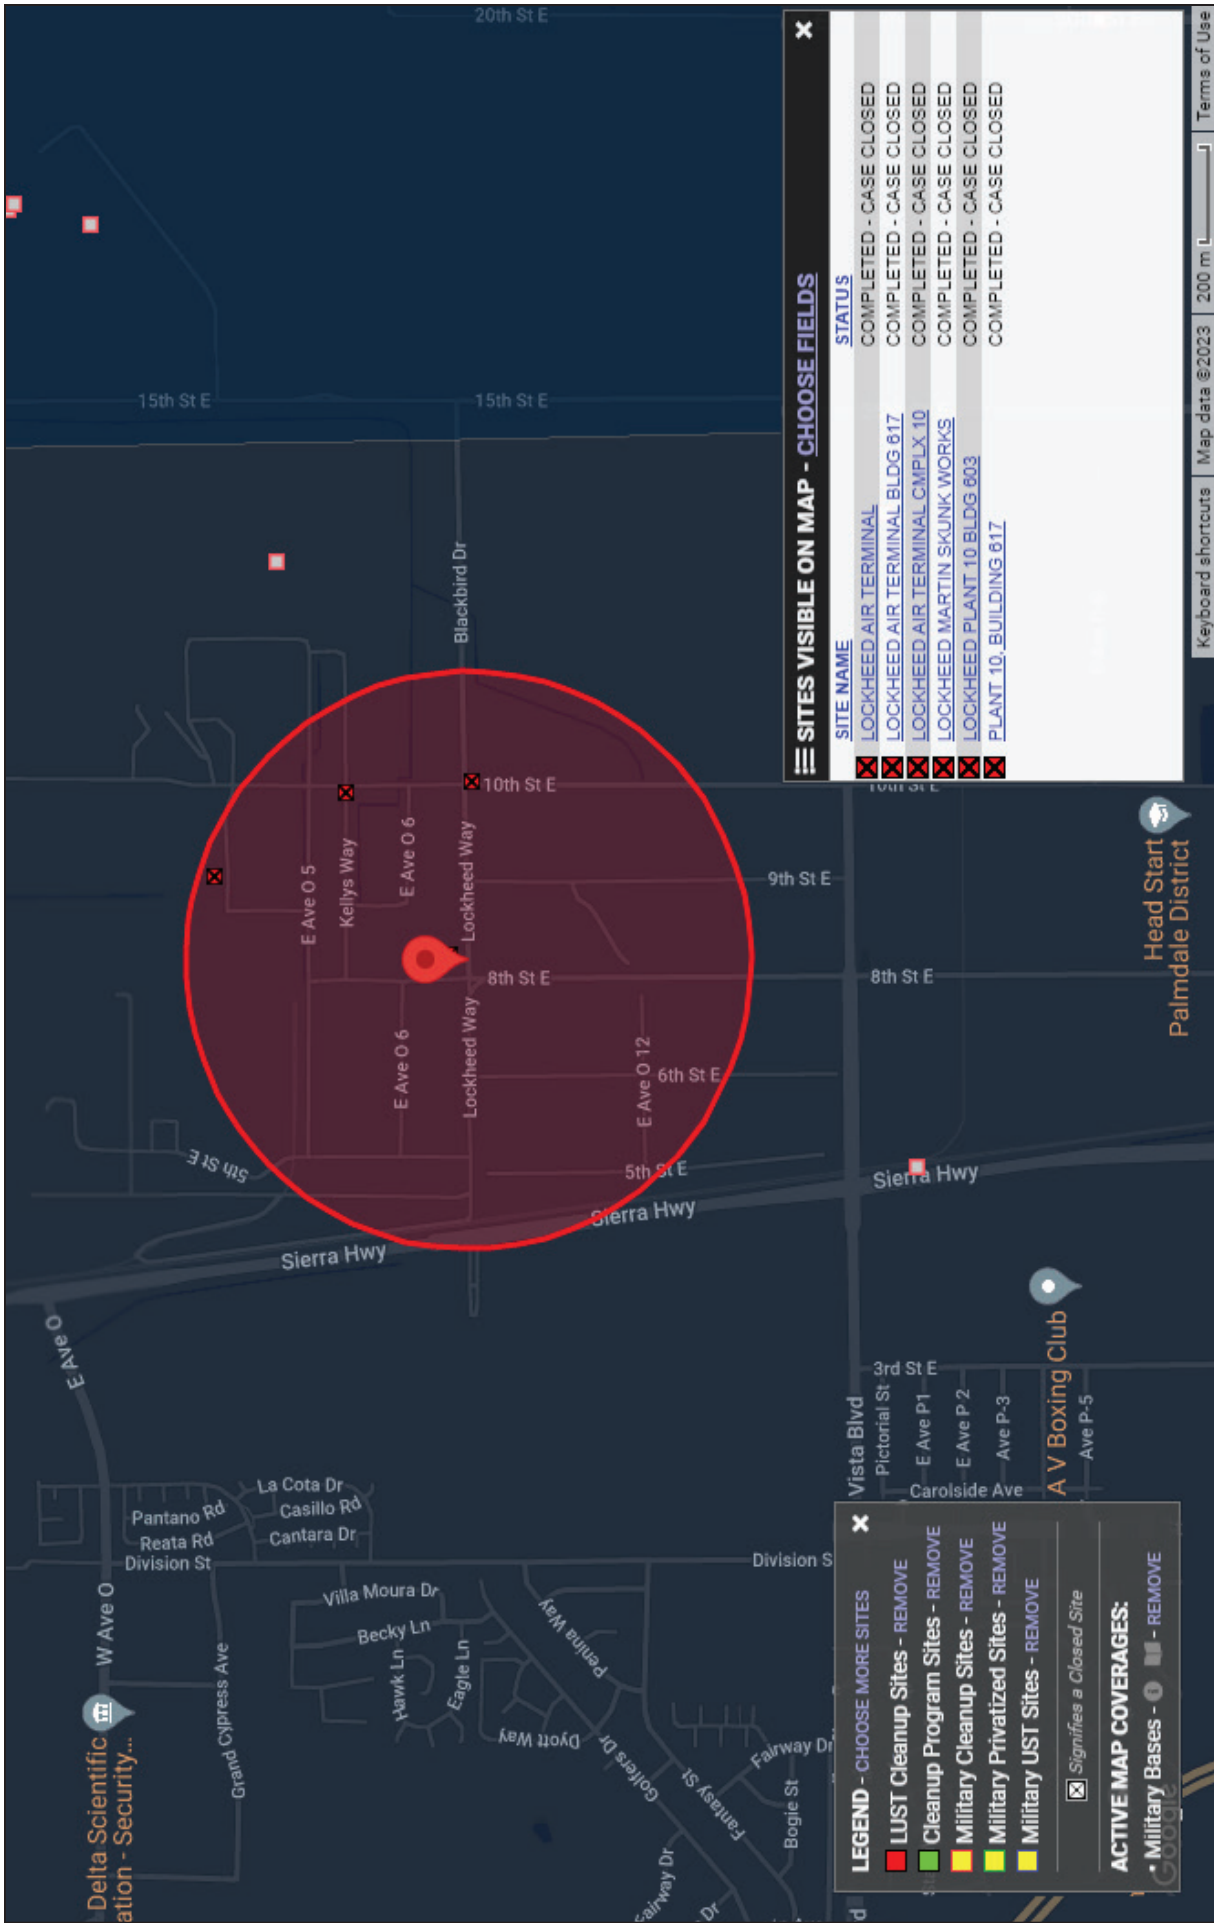 20th St E
15th St E
15th St E
Blackbird Dr
10th St E
10th St E
E Ave O 5
Kellys Way
E Ave O 6
Lockheed Way
9th St E
8th St E
8th St E
E Ave O 6
Lockheed Way
E Ave O 12
6th St E
5th St E
5th St E
Sierra Hwy
Sierra Hwy
Sierra Hwy
E Ave O
3rd St E
Vista Blvd
Pictorial St
E Ave P1
E Ave P 2
Ave P-3
Ave P-5
Carolside Ave
A V Boxing Club
Head Start
Palmdale District
La Cota Dr
Casillo Rd
Cantara Dr
Pantano Rd
Reata Rd
Division St
Division S
W Ave O
Grand Cypress Ave
Villa Moura Dr
Becky Ln
Hawk Ln
Eagle Ln
Penina Way
Dyott Way
Golfers Dr
Fantasy St
Fairway Dr
Bogie St
Fairway Dr
Dr
Delta Scientific
ation - Security...
SITES VISIBLE ON MAP - CHOOSE FIELDS
SITE NAME STATUS
LOCKHEED AIR TERMINAL COMPLETED - CASE CLOSED
LOCKHEED AIR TERMINAL BLDG 617 COMPLETED - CASE CLOSED
LOCKHEED AIR TERMINAL CMPLX 10 COMPLETED - CASE CLOSED
LOCKHEED MARTIN SKUNK WORKS COMPLETED - CASE CLOSED
LOCKHEED PLANT 10 BLDG 603 COMPLETED - CASE CLOSED
PLANT 10, BUILDING 617 COMPLETED - CASE CLOSED
LEGEND - CHOOSE MORE SITES
LUST Cleanup Sites - REMOVE
Cleanup Program Sites - REMOVE
Military Cleanup Sites - REMOVE
Military Privatized Sites - REMOVE
Military UST Sites - REMOVE
Signifies a Closed Site
ACTIVE MAP COVERAGES:
* Military Bases - - REMOVE
Google
Keyboard shortcuts Map data ©2023 200 m Terms of Use